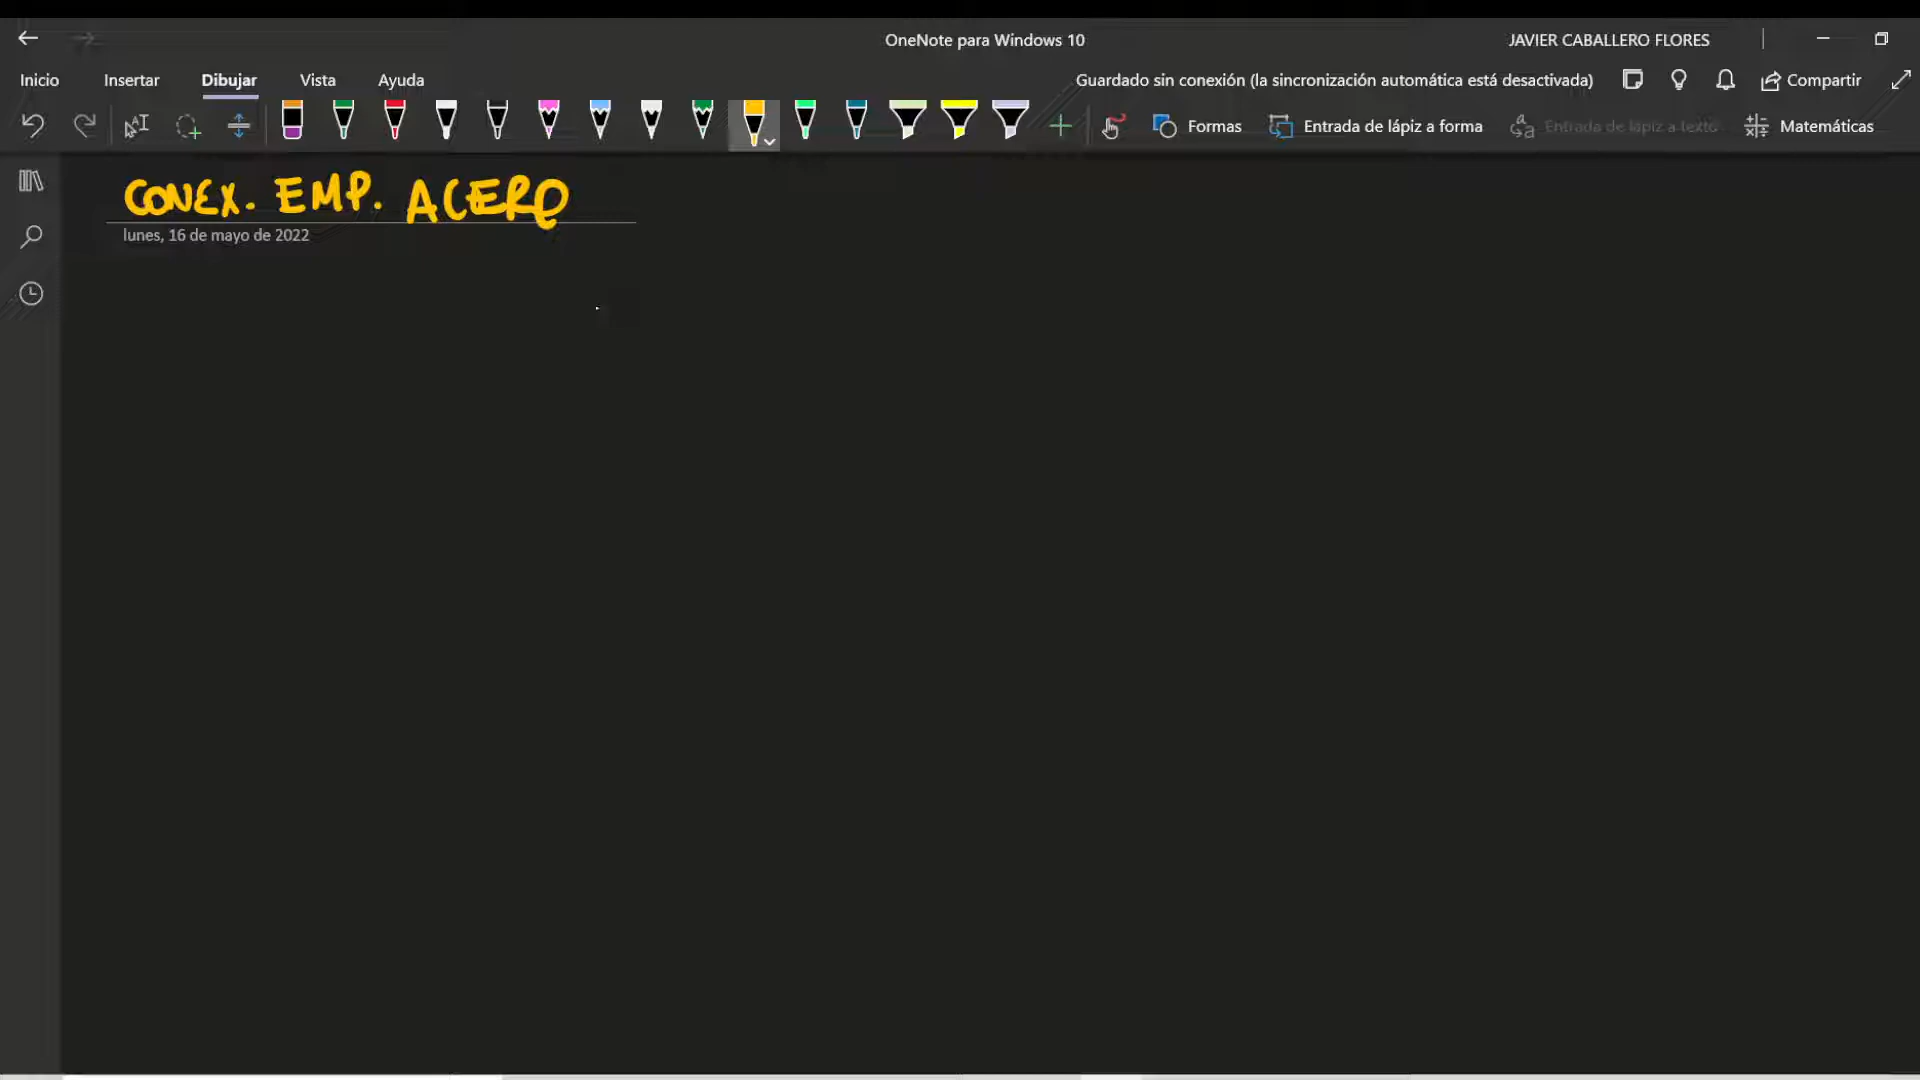 OneNote para Windows 10
JAVIER CABALLERO FLORES
Inicio Insertar Dibujar Vista Ayuda
Guardado sin conexión (la sincronización automática está desactivada)
Compartir
Formas
Entrada de lápiz a forma
Entrada de lápiz a texto
Matemáticas
CONEX. EMP. ACERO
lunes, 16 de mayo de 2022